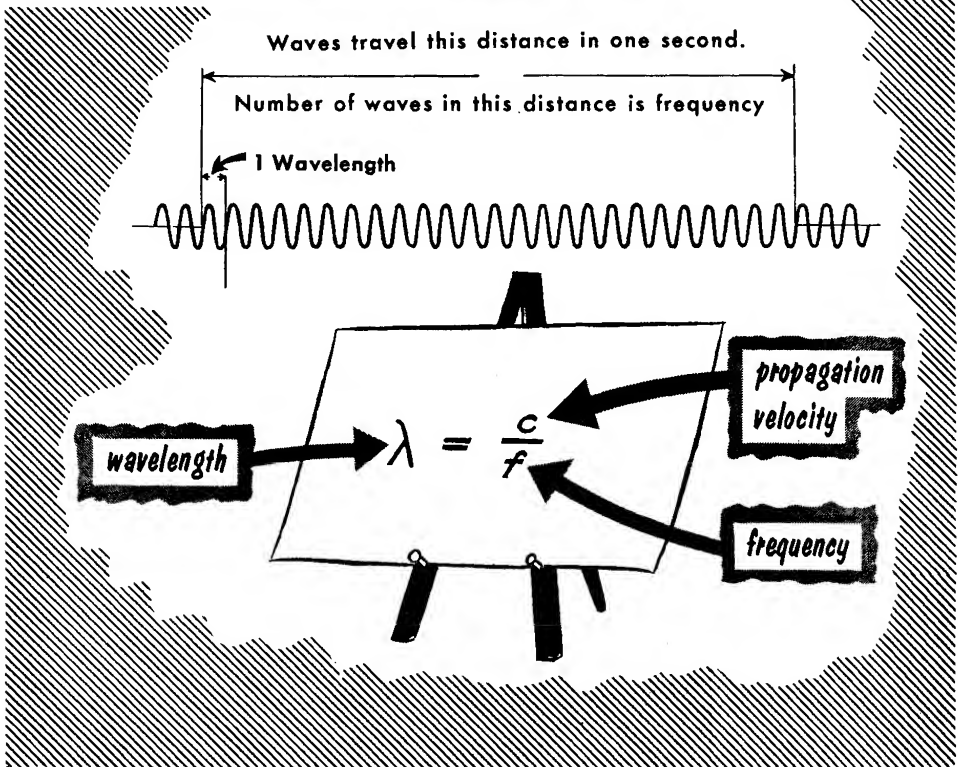 Waves travel this distance in one second.
Number of waves in this distance is frequency
1 Wavelength
propagation
velocity
wavelength
λ = c/f
frequency